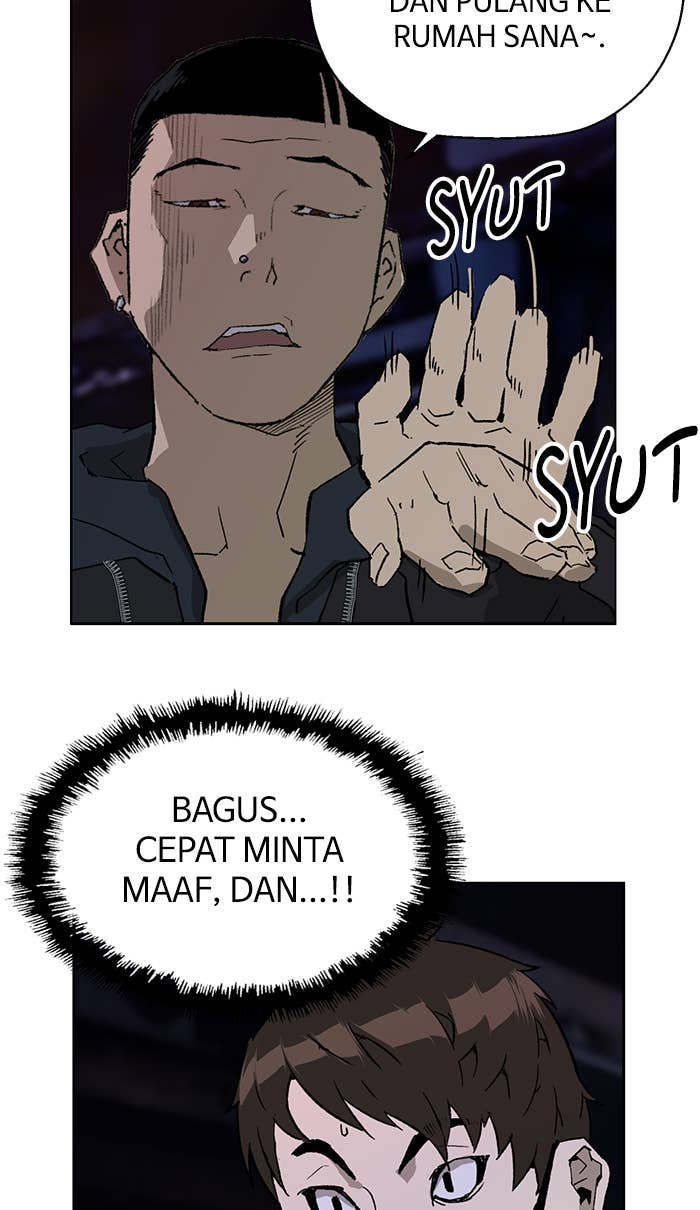 DAN PULANG KE
RUMAH SANA~.
SYUT
SYUT
BAGUS...
CEPAT MINTA
MAAF, DAN...!!